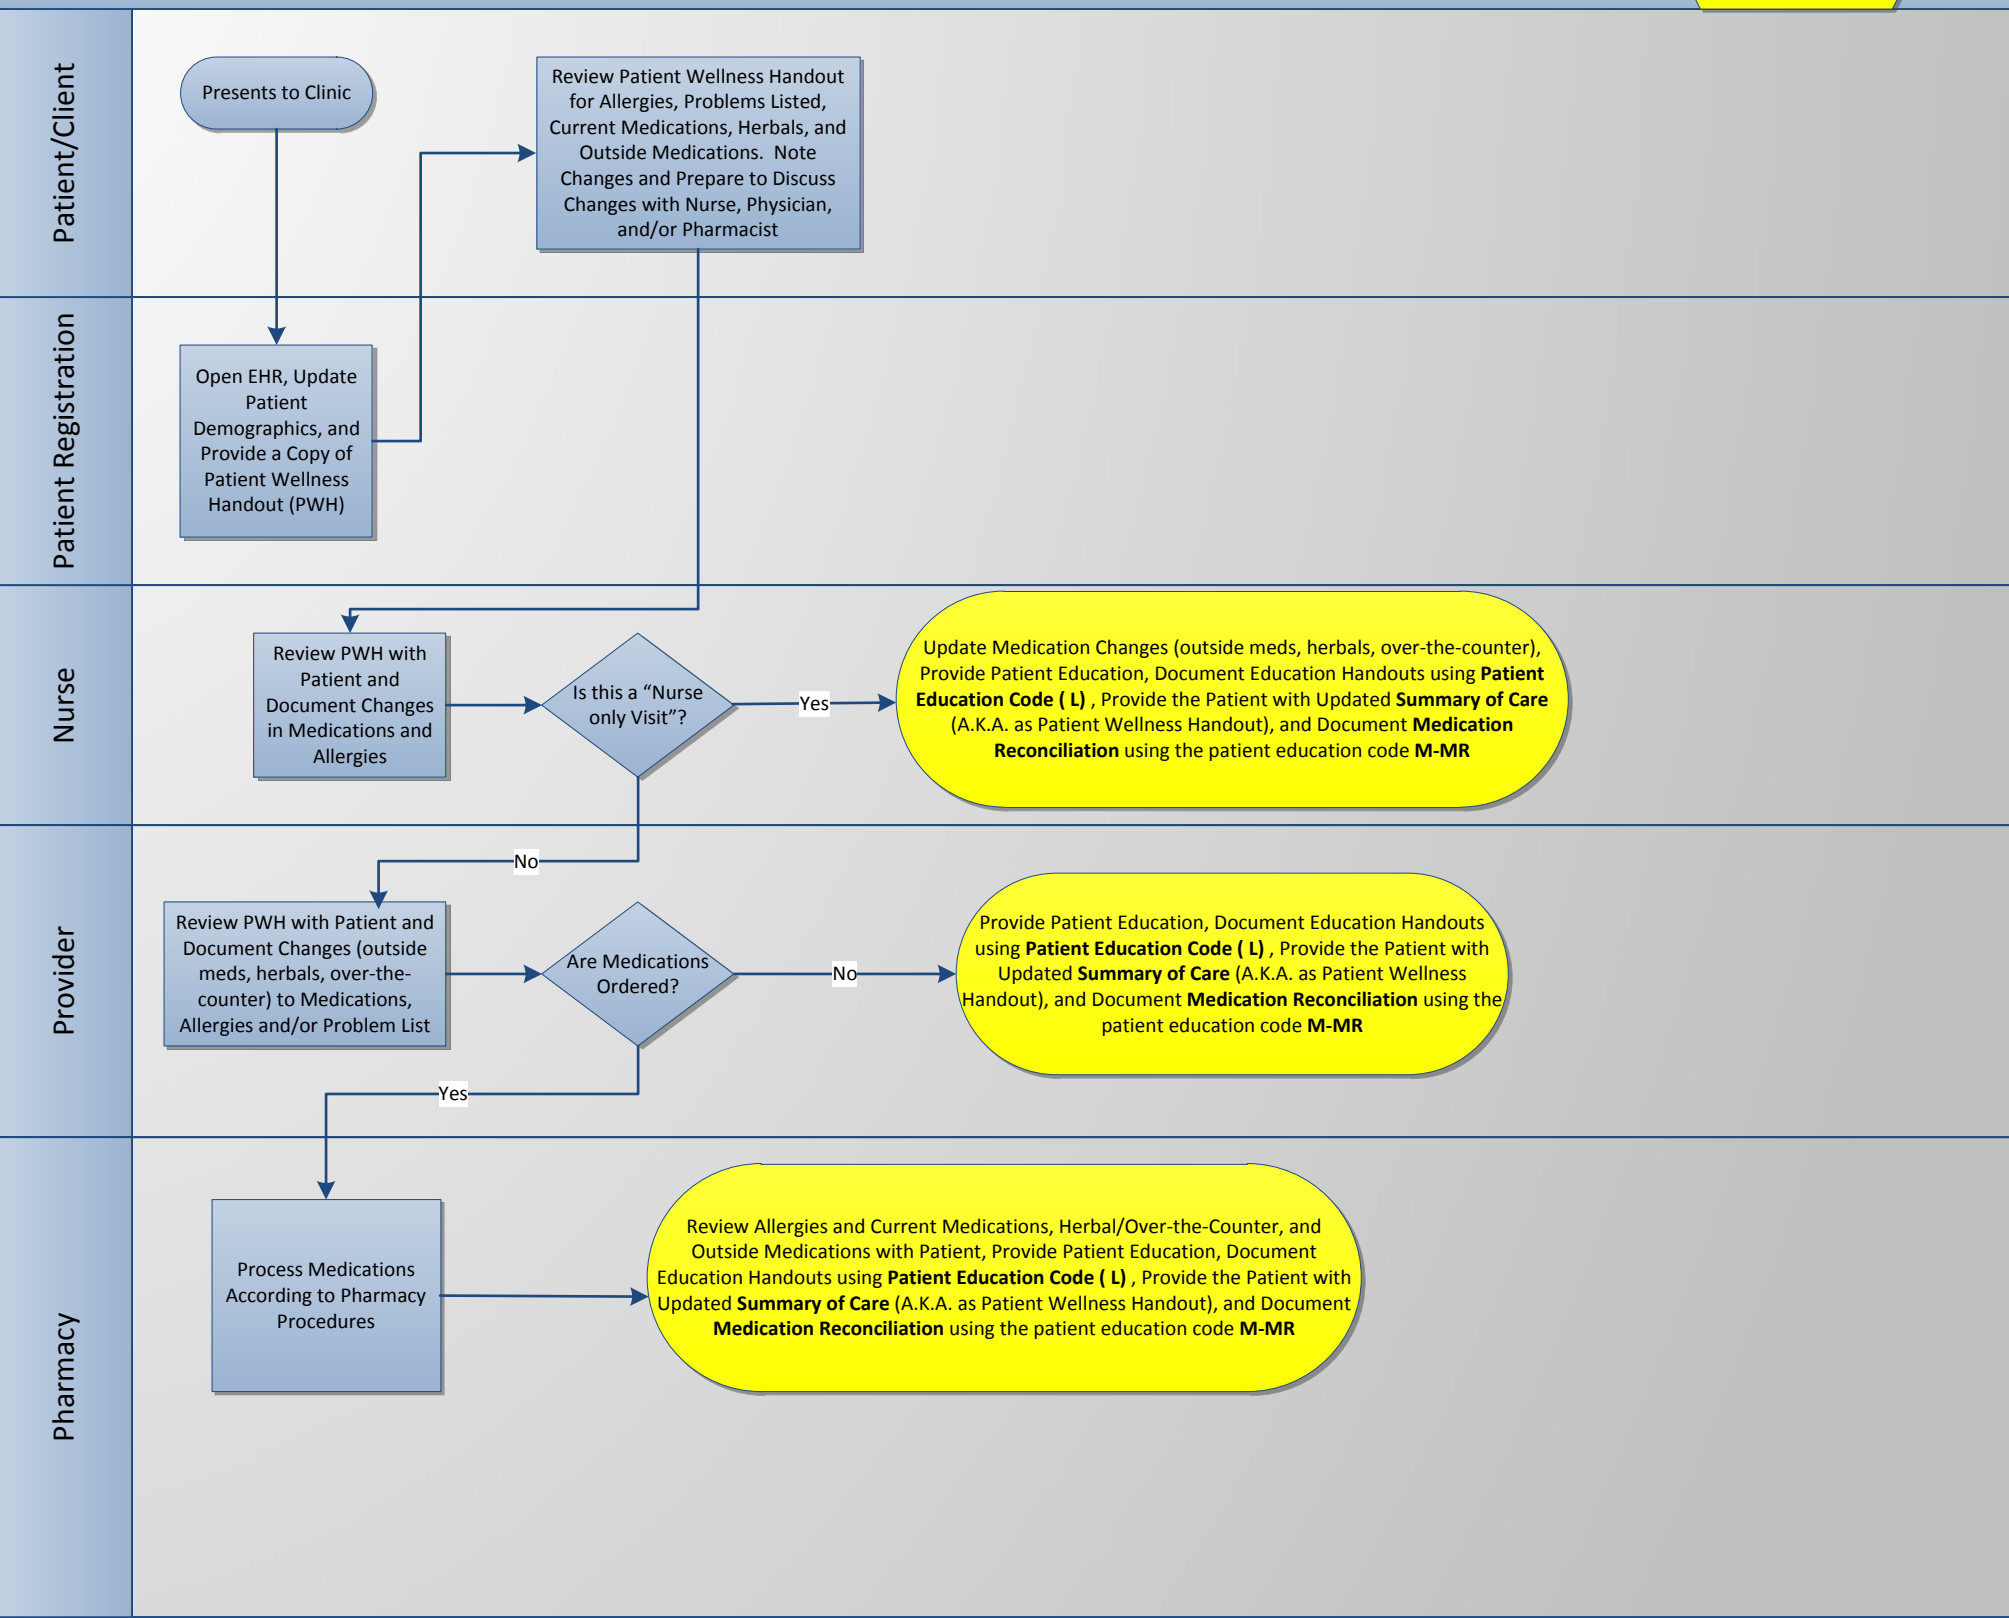 Patient/Client
Presents to Clinic
Review Patient Wellness Handout
for Allergies, Problems Listed,
Current Medications, Herbals, and
Outside Medications.  Note
Changes and Prepare to Discuss
Changes with Nurse, Physician,
and/or Pharmacist
Patient Registration
Open EHR, Update
Patient
Demographics, and
Provide a Copy of
Patient Wellness
Handout (PWH)
Nurse
Review PWH with
Patient and
Document Changes
in Medications and
Allergies
Is this a “Nurse
only Visit”?
Yes
Update Medication Changes (outside meds, herbals, over-the-counter),
Provide Patient Education, Document Education Handouts using Patient
Education Code ( L) , Provide the Patient with Updated Summary of Care
(A.K.A. as Patient Wellness Handout), and Document Medication
Reconciliation using the patient education code M-MR
No
Provider
Review PWH with Patient and
Document Changes (outside
meds, herbals, over-the-
counter) to Medications,
Allergies and/or Problem List
Are Medications
Ordered?
No
Provide Patient Education, Document Education Handouts
using Patient Education Code ( L) , Provide the Patient with
Updated Summary of Care (A.K.A. as Patient Wellness
Handout), and Document Medication Reconciliation using the
patient education code M-MR
Yes
Pharmacy
Process Medications
According to Pharmacy
Procedures
Review Allergies and Current Medications, Herbal/Over-the-Counter, and
Outside Medications with Patient, Provide Patient Education, Document
Education Handouts using Patient Education Code ( L) , Provide the Patient with
Updated Summary of Care (A.K.A. as Patient Wellness Handout), and Document
Medication Reconciliation using the patient education code M-MR